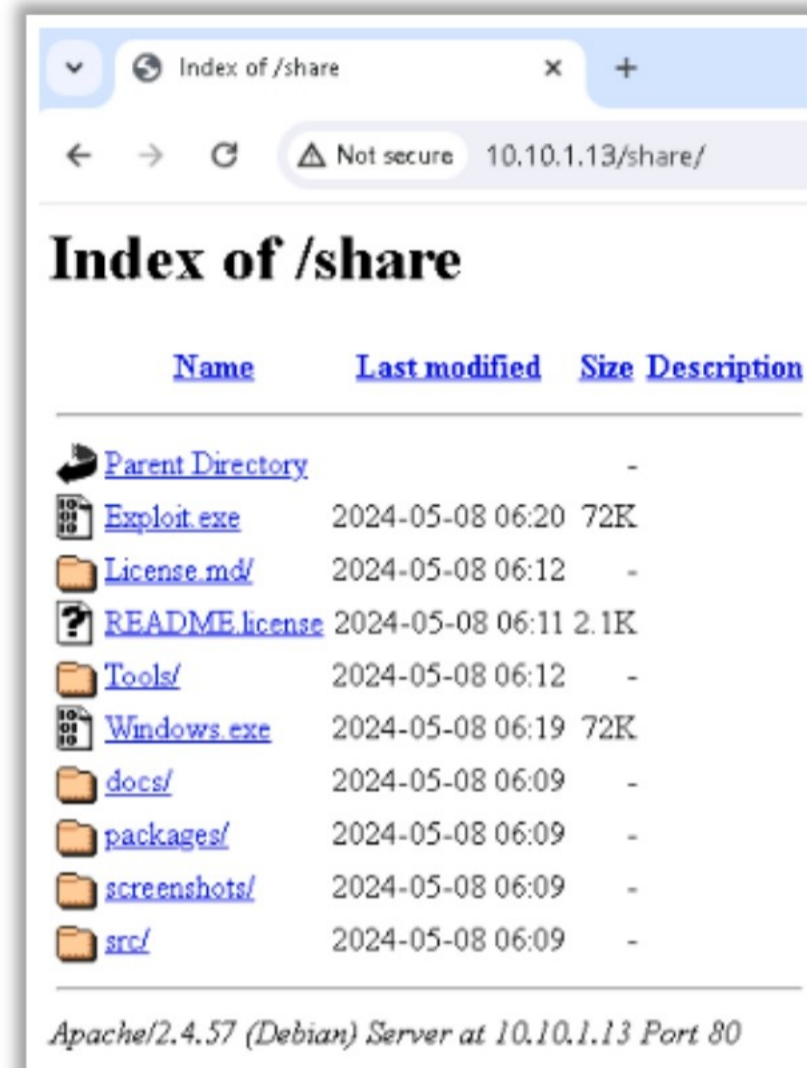 Index of /share
Not secure 10.10.1.13/share/
Index of /share
Name Last modified Size Description
Parent Directory -
Exploit.exe 2024-05-08 06:20 72K
License.md/ 2024-05-08 06:12 -
README.license 2024-05-08 06:11 2.1K
Tools/ 2024-05-08 06:12 -
Windows.exe 2024-05-08 06:19 72K
docs/ 2024-05-08 06:09 -
packages/ 2024-05-08 06:09 -
screenshots/ 2024-05-08 06:09 -
src/ 2024-05-08 06:09 -
Apache/2.4.57 (Debian) Server at 10.10.1.13 Port 80